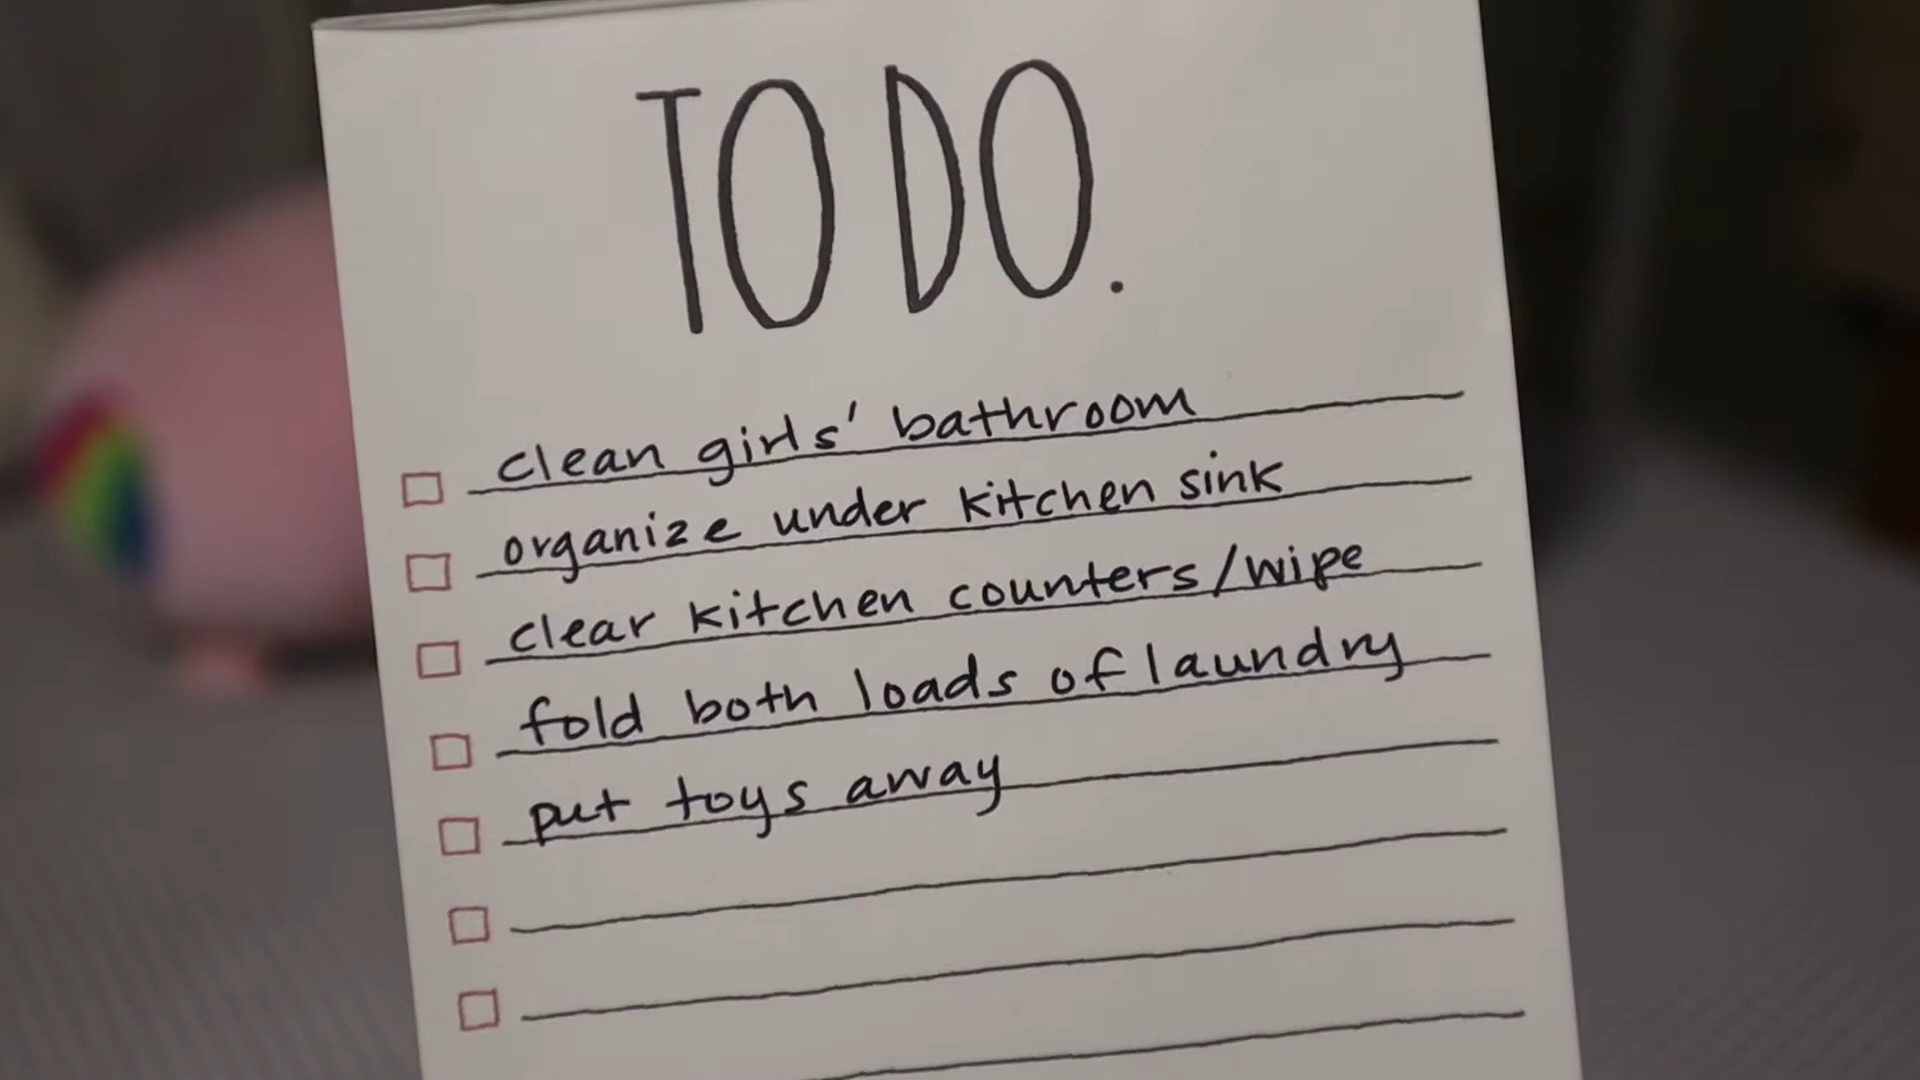 TO DO.
clean girls' bathroom
organize under kitchen sink
clear kitchen counters/wipe
fold both loads of laundry
put toys away